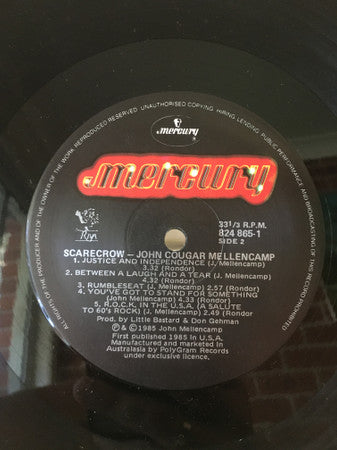 ALL RIGHTS OF THE PRODUCER AND OF THE OWNER OF THE WORK REPRODUCED RESERVED. UNAUTHORISED COPYING, HIRING, LENDING, PUBLIC PERFORMANCE AND BROADCASTING OF THIS RECORD PROHIBITED
mercury
mercury
33 1/3 R.P.M.
824 865-1
SIDE 2
Riva
SCARECROW – JOHN COUGAR MELLENCAMP
1. JUSTICE AND INDEPENDENCE (J. Mellencamp)
3.32 (Rondor)
2. BETWEEN A LAUGH AND A TEAR (J. Mellencamp)
4.32 (Rondor)
3. RUMBLESEAT (J. Mellencamp) 2.57 (Rondor)
4. YOU'VE GOT TO STAND FOR SOMETHING
(John Mellencamp) 4.33 (Rondor)
5. R.O.C.K. IN THE U.S.A. (A SALUTE
TO 60's ROCK) (J. Mellencamp) 2.49 (Rondor)
Prod. by Little Bastard & Don Gehman
℗ & © 1985 John Mellencamp
First published 1985 in U.S.A.
Manufactured and marketed in
Australasia by PolyGram Records
under exclusive licence.